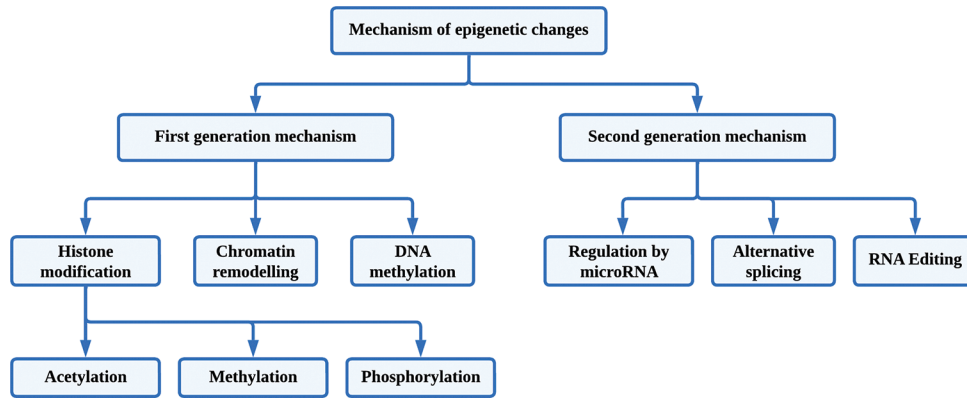 Mechanism of epigenetic changes
First generation mechanism
Second generation mechanism
Histone
modification
Chromatin
remodelling
DNA
methylation
Regulation by
microRNA
Alternative
splicing
RNA Editing
Acetylation
Methylation
Phosphorylation